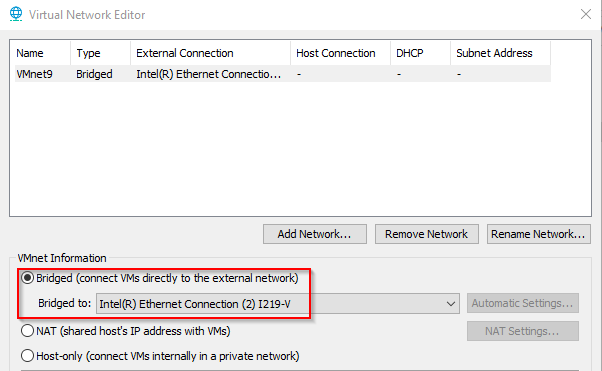 Virtual Network Editor
Name Type External Connection Host Connection DHCP Subnet Address
VMnet9 Bridged Intel(R) Ethernet Connectio... - - -
Add Network... Remove Network Rename Network...
VMnet Information
Bridged (connect VMs directly to the external network)
Bridged to: Intel(R) Ethernet Connection (2) I219-V Automatic Settings...
NAT (shared host's IP address with VMs) NAT Settings...
Host-only (connect VMs internally in a private network)